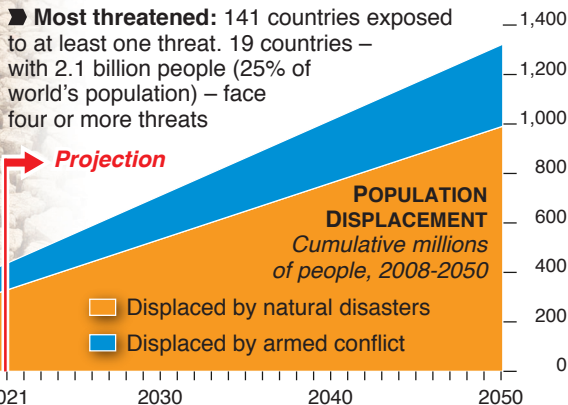 Most threatened: 141 countries exposed
to at least one threat. 19 countries –
with 2.1 billion people (25% of
world's population) – face
four or more threats
Projection
POPULATION
DISPLACEMENT
Cumulative millions
of people, 2008-2050
Displaced by natural disasters
Displaced by armed conflict
1,400
1,200
1,000
800
600
400
200
0
021
2030
2040
2050